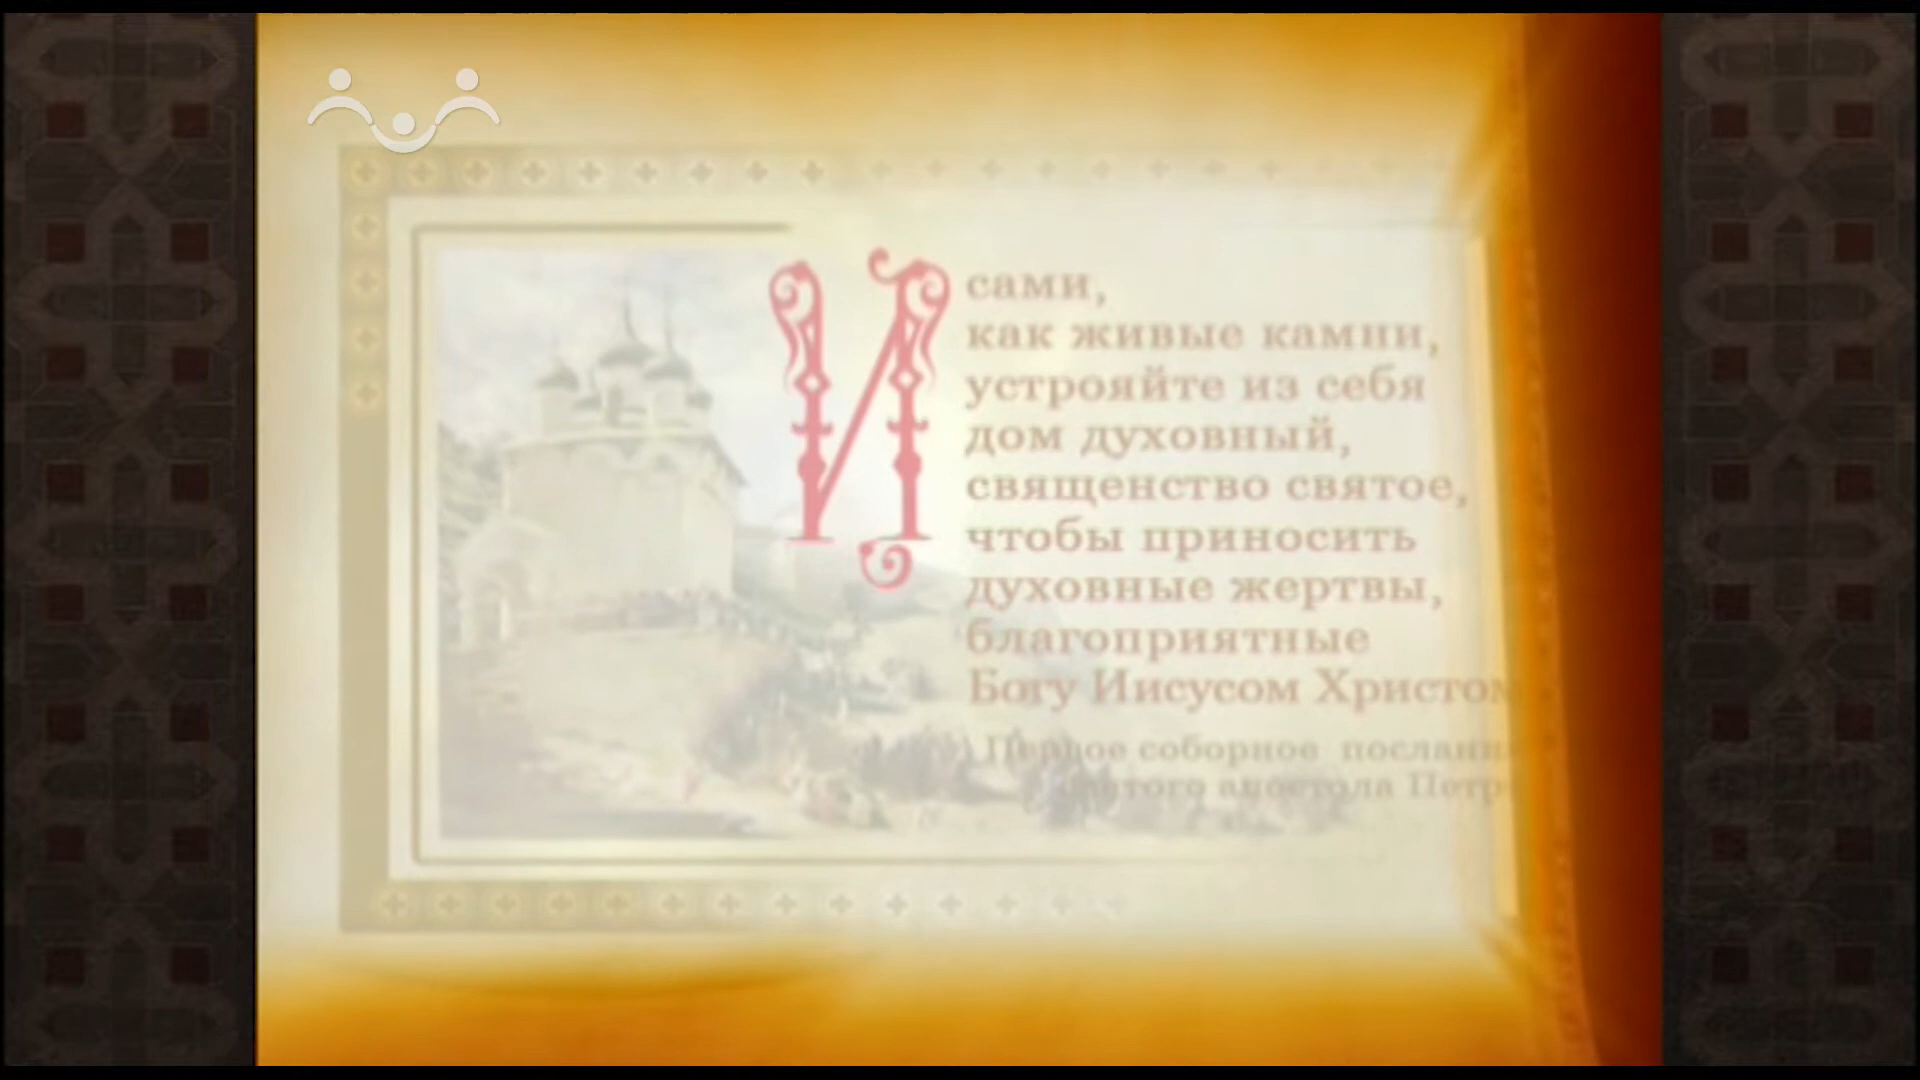 И сами,
как живые камни,
устрояйте из себя
дом духовный,
священство святое,
чтобы приносить
духовные жертвы,
благоприятные
Богу Иисусом Христом
Первое соборное
апостола